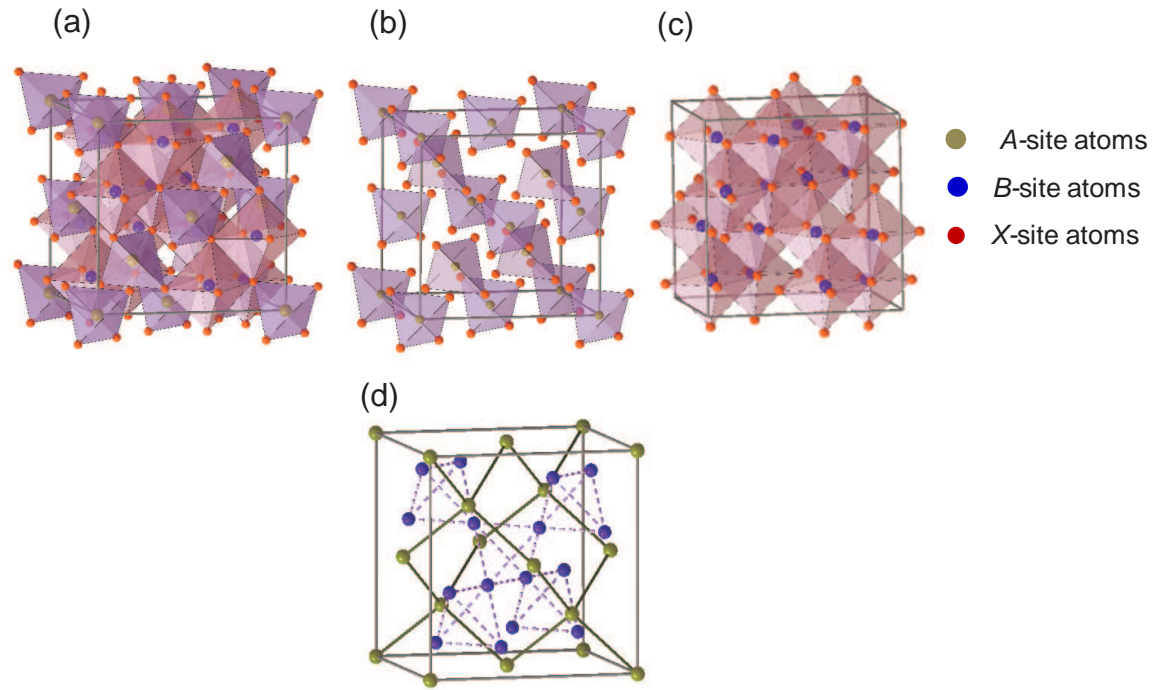 (a)
(b)
(c)
A-site atoms
B-site atoms
X-site atoms
(d)